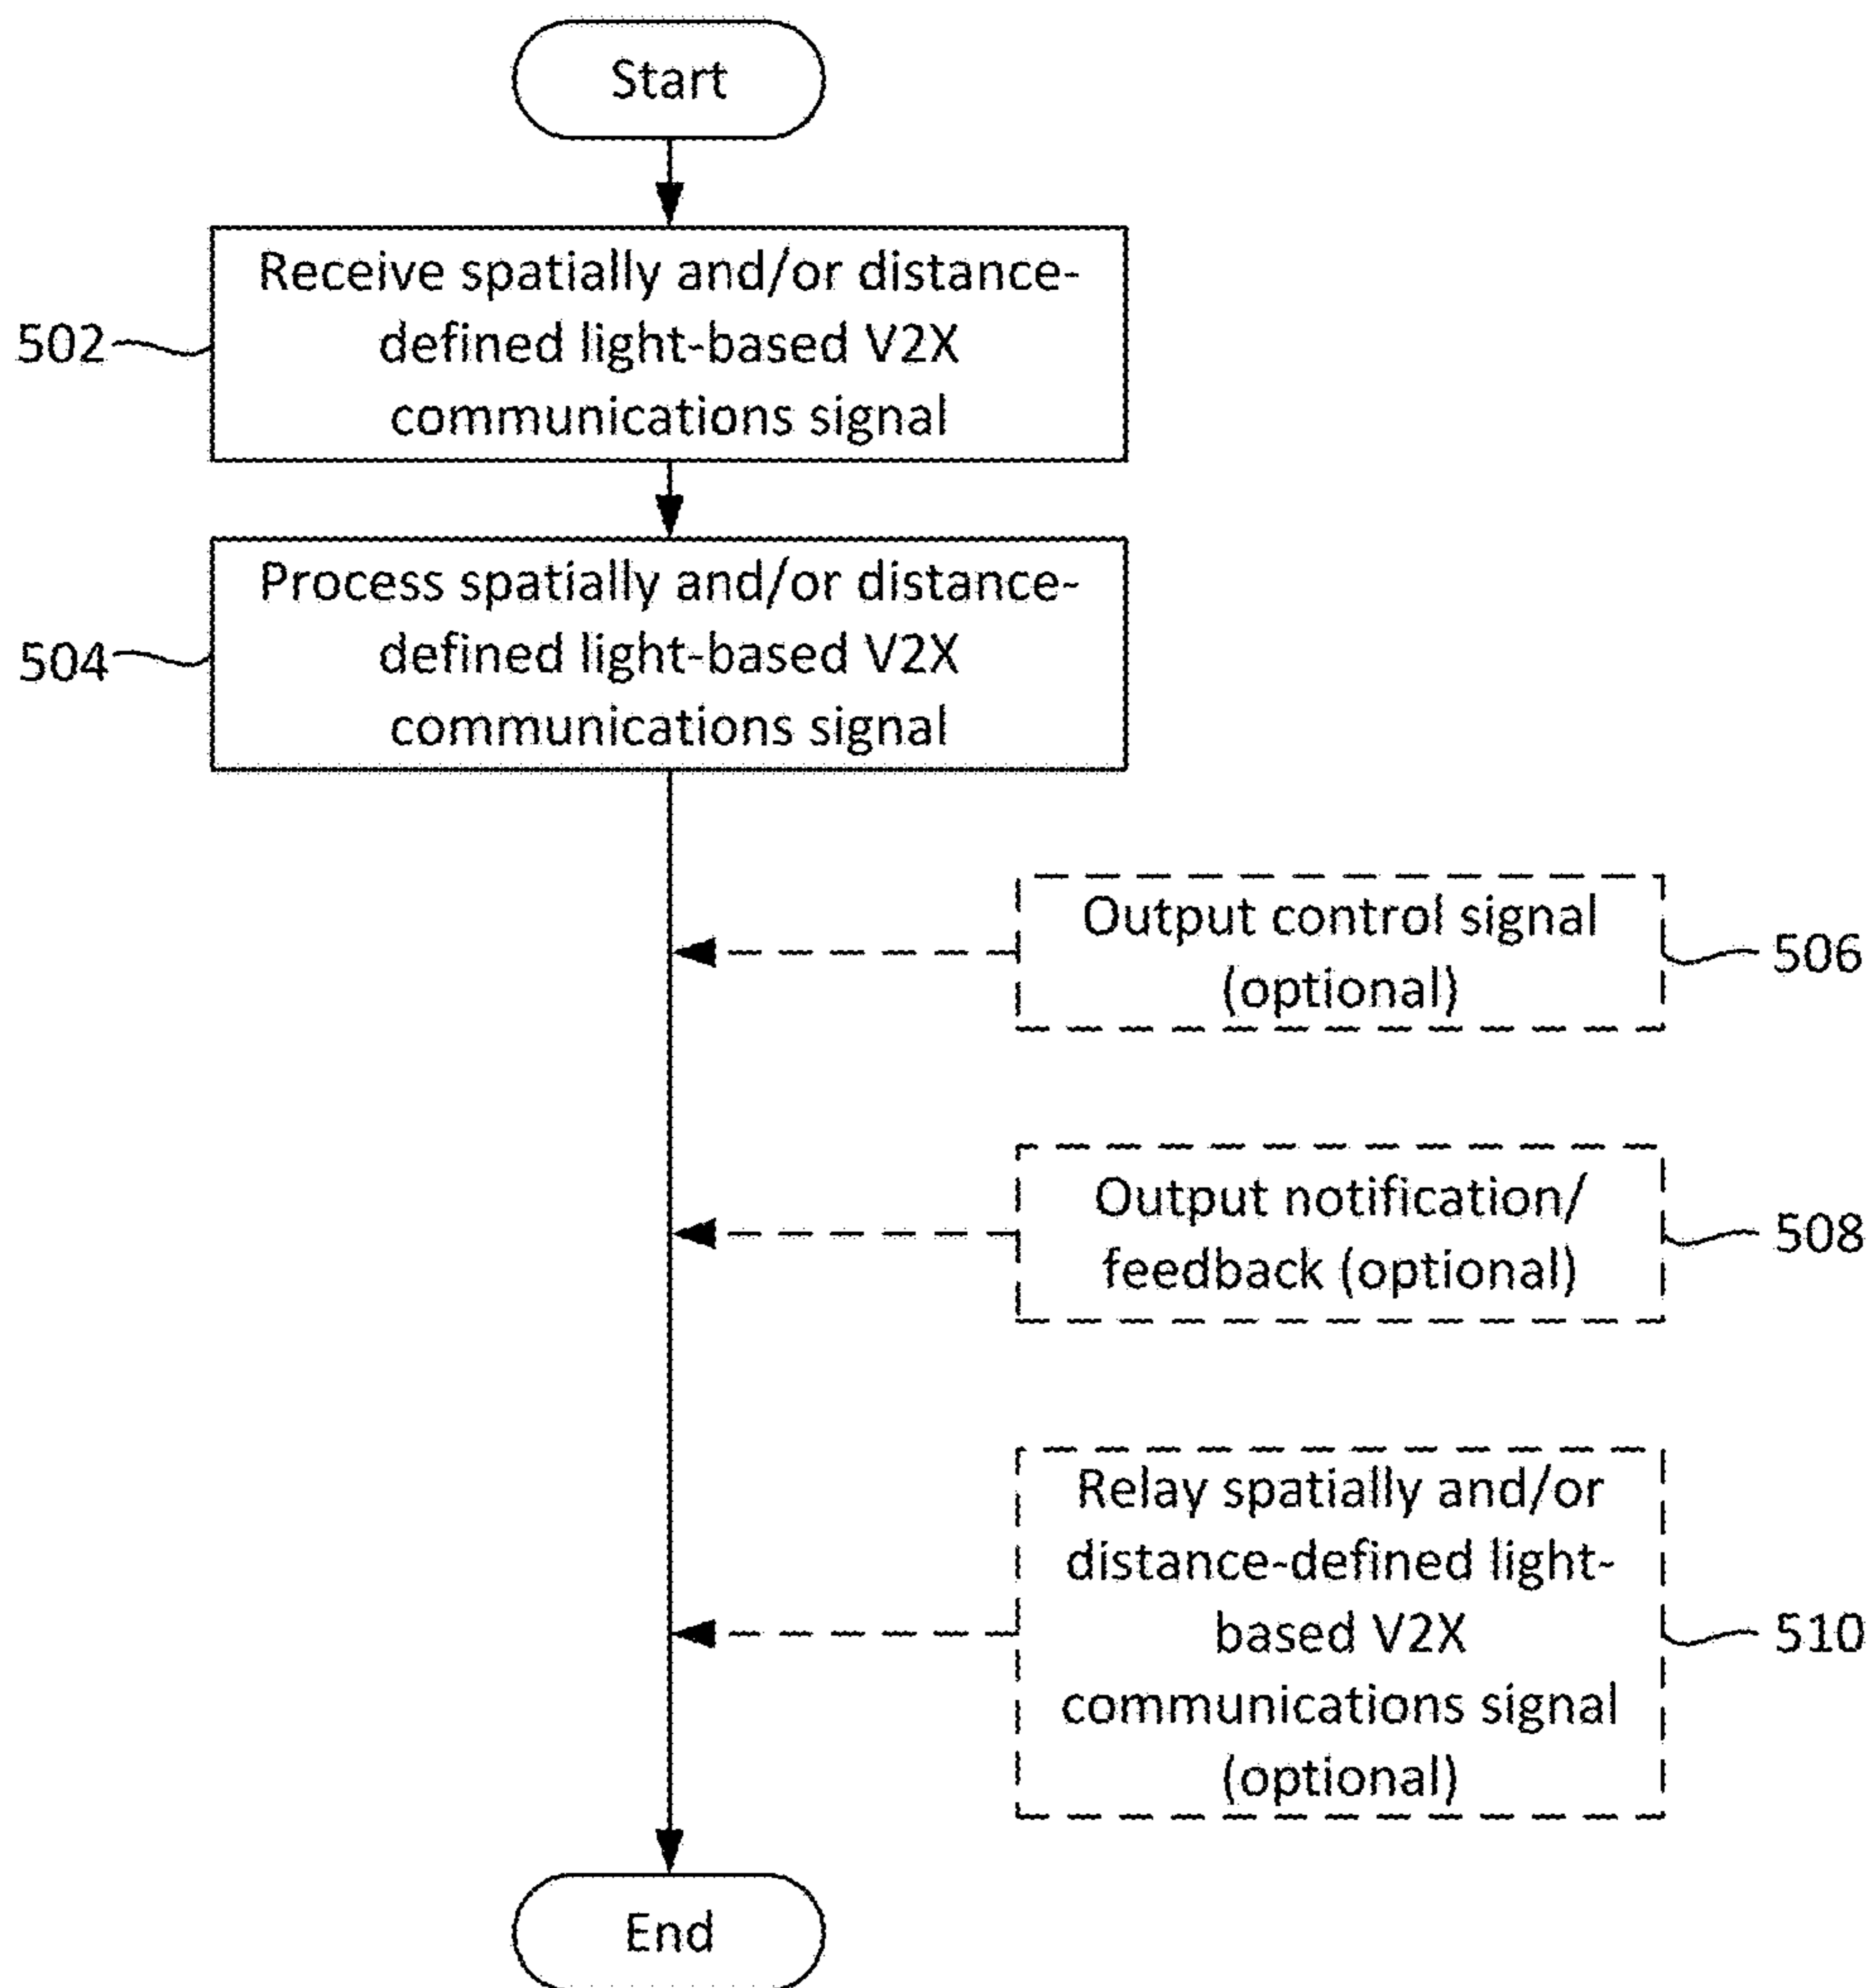 Start
Receive spatially and/or distance-
defined light-based V2X
communications signal
502
Process spatially and/or distance-
defined light-based V2X
communications signal
504
Output control signal
(optional)
506
Output notification/
feedback (optional)
508
Relay spatially and/or
distance-defined light-
based V2X
communications signal
(optional)
510
End